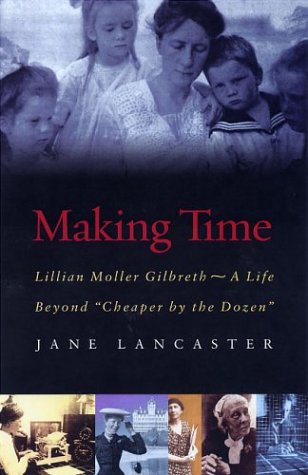 Making Time
Lillian Moller Gilbreth ~ A Life
Beyond "Cheaper by the Dozen"
JANE LANCASTER